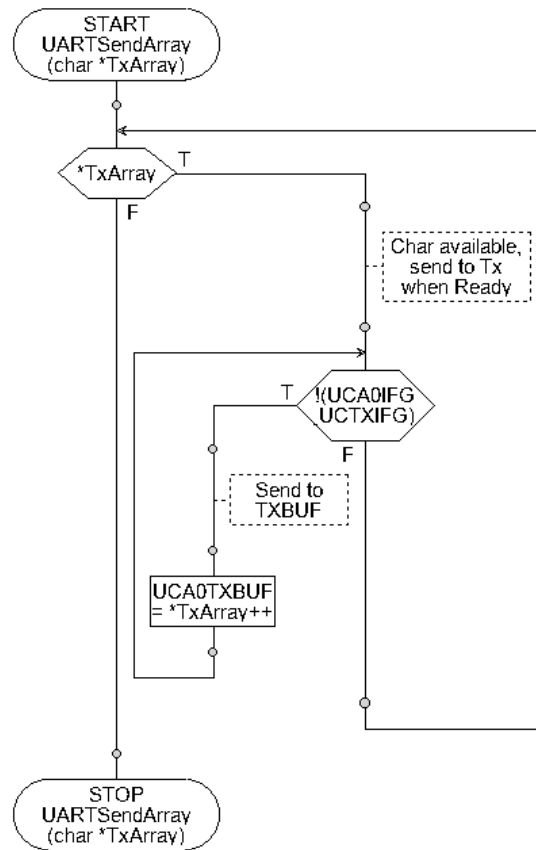 START
UARTSendArray
(char *TxArray)
*TxArray
T
F
Char available,
send to Tx
when Ready
T
!(UCA0IFG
_UCTXIFG)
F
Send to
TXBUF
UCA0TXBUF
= *TxArray++
STOP
UARTSendArray
(char *TxArray)